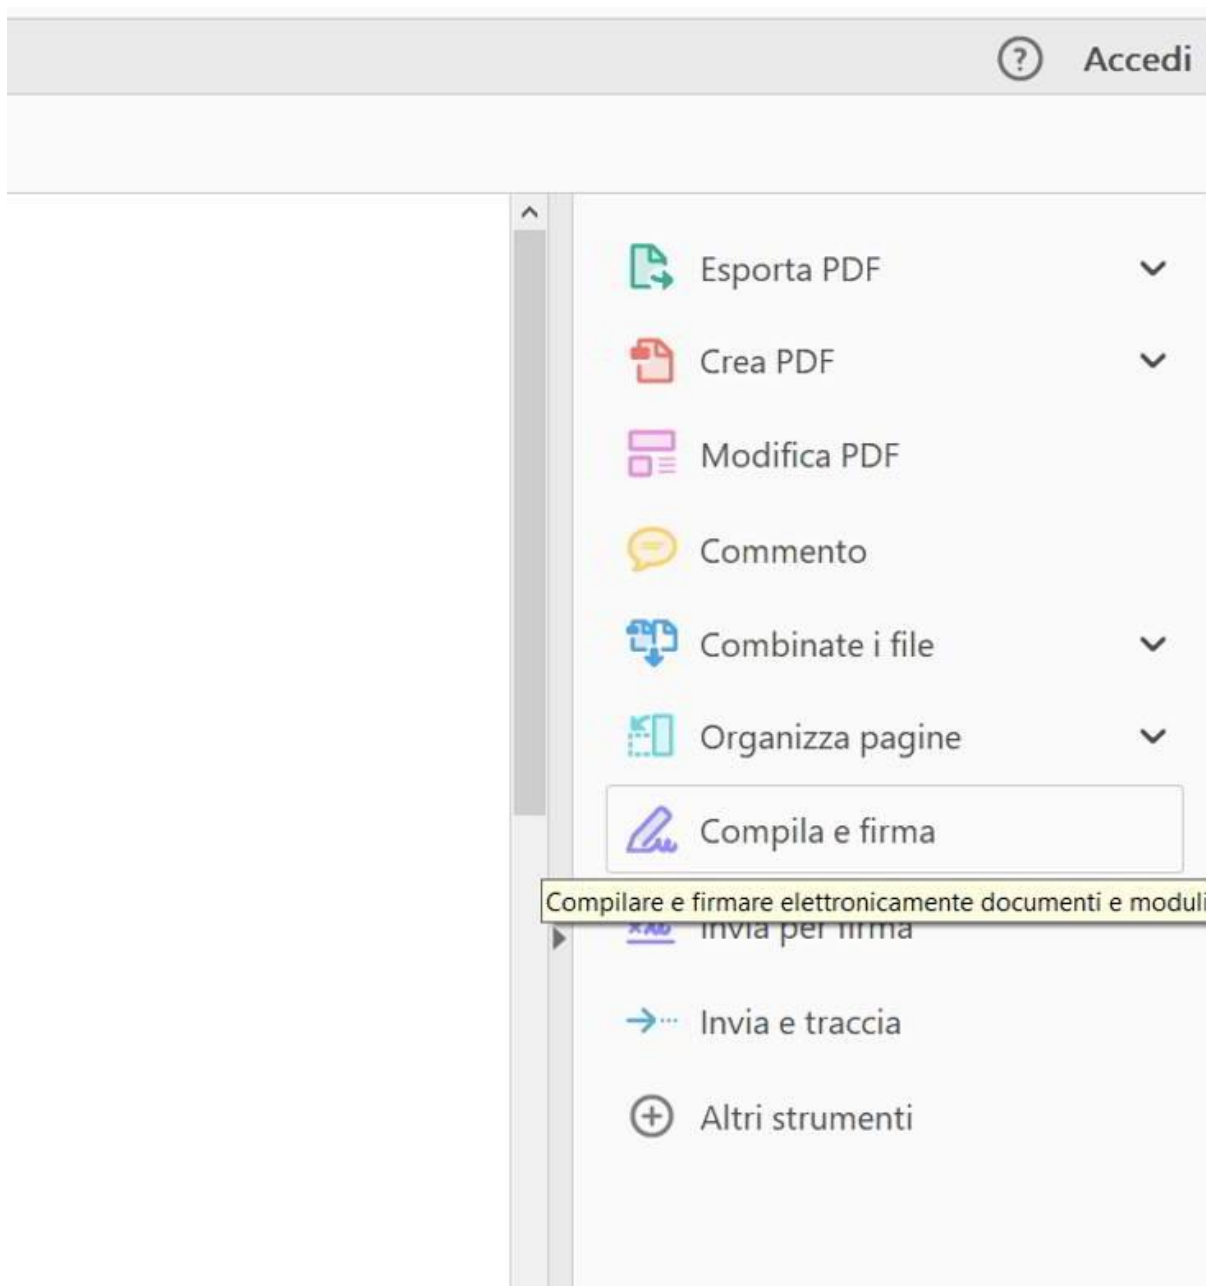 Accedi
Esporta PDF
Crea PDF
Modifica PDF
Commento
Combinate i file
Organizza pagine
Compila e firma
Compilare e firmare elettronicamente documenti e moduli
Invia per firma
Invia e traccia
Altri strumenti